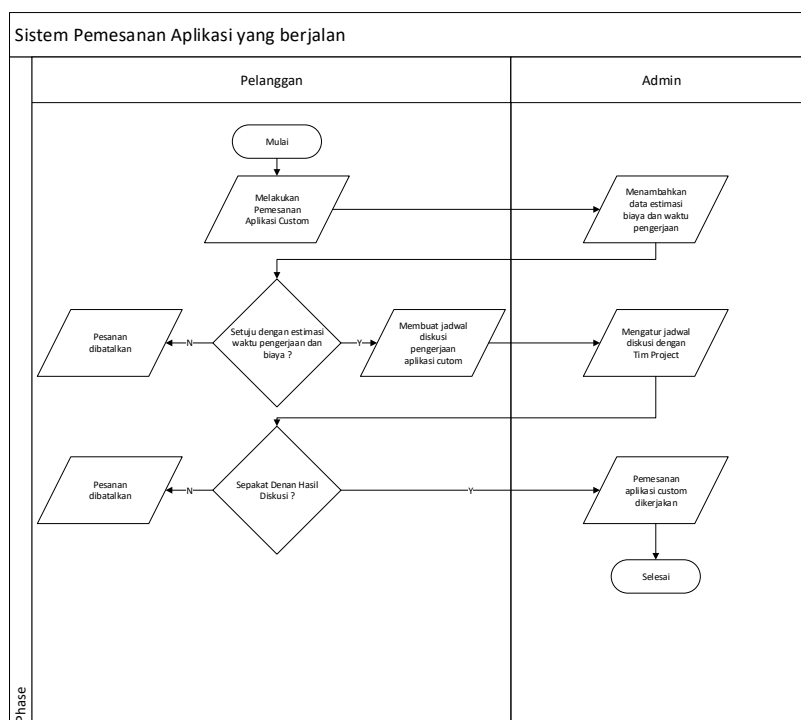 Sistem Pemesanan Aplikasi yang berjalan
Pelanggan
Admin
Mulai
Melakukan
Pemesanan
Aplikasi Custom
Menambahkan
data estimasi
biaya dan waktu
pengerjaan
Setuju dengan estimasi
waktu pengerjaan dan
biaya ?
N
Pesanan
dibatalkan
Y
Membuat jadwal
diskusi
pengerjaan
aplikasi cutom
Mengatur jadwal
diskusi dengan
Tim Project
Sepakat Denan Hasil
Diskusi ?
N
Pesanan
dibatalkan
Y
Pemesanan
aplikasi custom
dikerjakan
Selesai
Phase